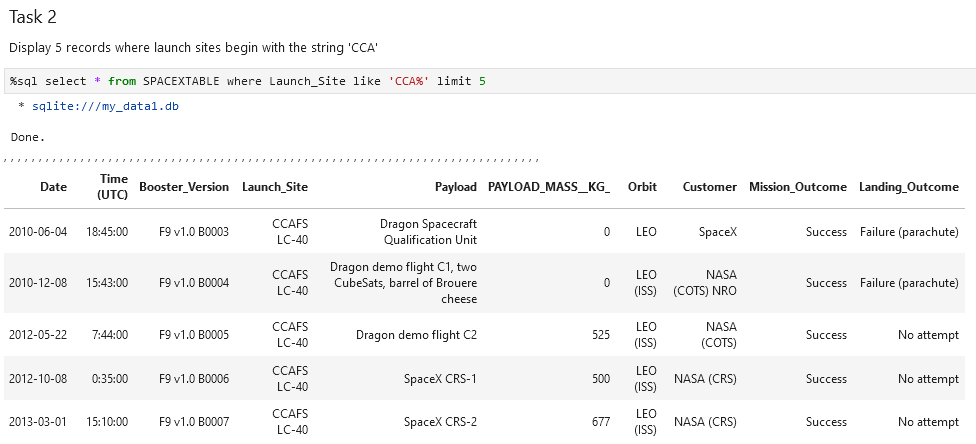 Task 2
Display 5 records where launch sites begin with the string 'CCA'
%sql select * from SPACEXTABLE where Launch_Site like 'CCA%' limit 5
* sqlite:///my_data1.db
Done.
Date Time (UTC) Booster_Version Launch_Site Payload PAYLOAD_MASS__KG_ Orbit Customer Mission_Outcome Landing_Outcome
2010-06-04 18:45:00 F9 v1.0 B0003 CCAFS LC-40 Dragon Spacecraft Qualification Unit 0 LEO SpaceX Success Failure (parachute)
2010-12-08 15:43:00 F9 v1.0 B0004 CCAFS LC-40 Dragon demo flight C1, two CubeSats, barrel of Brouere cheese 0 LEO (ISS) NASA (COTS) NRO Success Failure (parachute)
2012-05-22 7:44:00 F9 v1.0 B0005 CCAFS LC-40 Dragon demo flight C2 525 LEO (ISS) NASA (COTS) Success No attempt
2012-10-08 0:35:00 F9 v1.0 B0006 CCAFS LC-40 SpaceX CRS-1 500 LEO (ISS) NASA (CRS) Success No attempt
2013-03-01 15:10:00 F9 v1.0 B0007 CCAFS LC-40 SpaceX CRS-2 677 LEO (ISS) NASA (CRS) Success No attempt